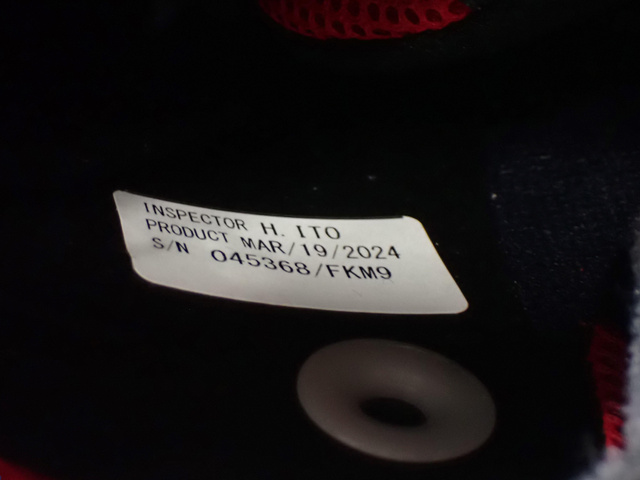 INSPECTOR H. ITO
PRODUCT MAR/19/2024
S/N 045368/FKM9